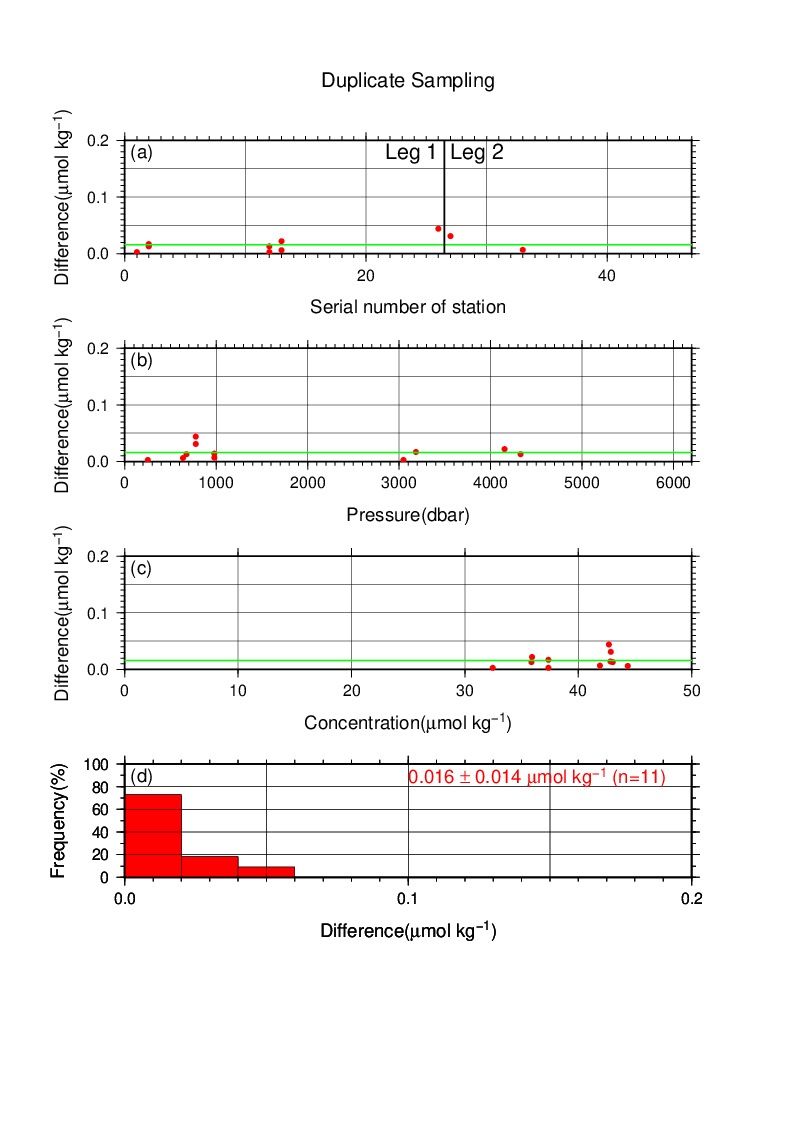 Duplicate Sampling
Difference(μmol kg⁻¹)
0.2
0.1
0.0
(a)
Leg 1
Leg 2
0 20 40
Serial number of station
Difference(μmol kg⁻¹)
0.2
0.1
0.0
(b)
0 1000 2000 3000 4000 5000 6000
Pressure(dbar)
Difference(μmol kg⁻¹)
0.2
0.1
0.0
(c)
0 10 20 30 40 50
Concentration(μmol kg⁻¹)
Frequency(%)
100
80
60
40
20
0
(d)
0.016 ± 0.014 μmol kg⁻¹ (n=11)
0.0 0.1 0.2
Difference(μmol kg⁻¹)